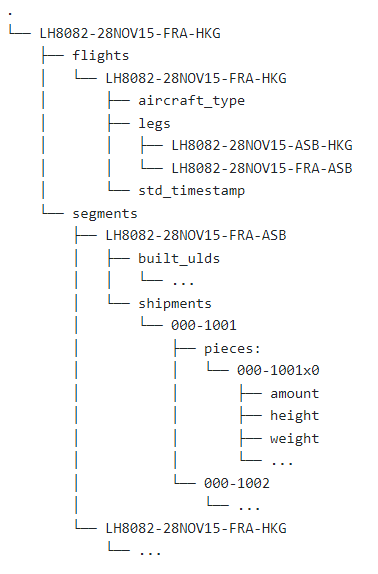 .
└── LH8082-28NOV15-FRA-HKG
    ├── flights
    │   └── LH8082-28NOV15-FRA-HKG
    │       ├── aircraft_type
    │       ├── legs
    │       │   ├── LH8082-28NOV15-ASB-HKG
    │       │   └── LH8082-28NOV15-FRA-ASB
    │       └── std_timestamp
    └── segments
        ├── LH8082-28NOV15-FRA-ASB
        │   ├── built_ulds
        │   │   └── ...
        │   └── shipments
        │       └── 000-1001
        │           ├── pieces:
        │           │   └── 000-1001x0
        │           │       ├── amount
        │           │       ├── height
        │           │       ├── weight
        │           │       └── ...
        │           └── 000-1002
        │               └── ...
        └── LH8082-28NOV15-FRA-HKG
            └── ...